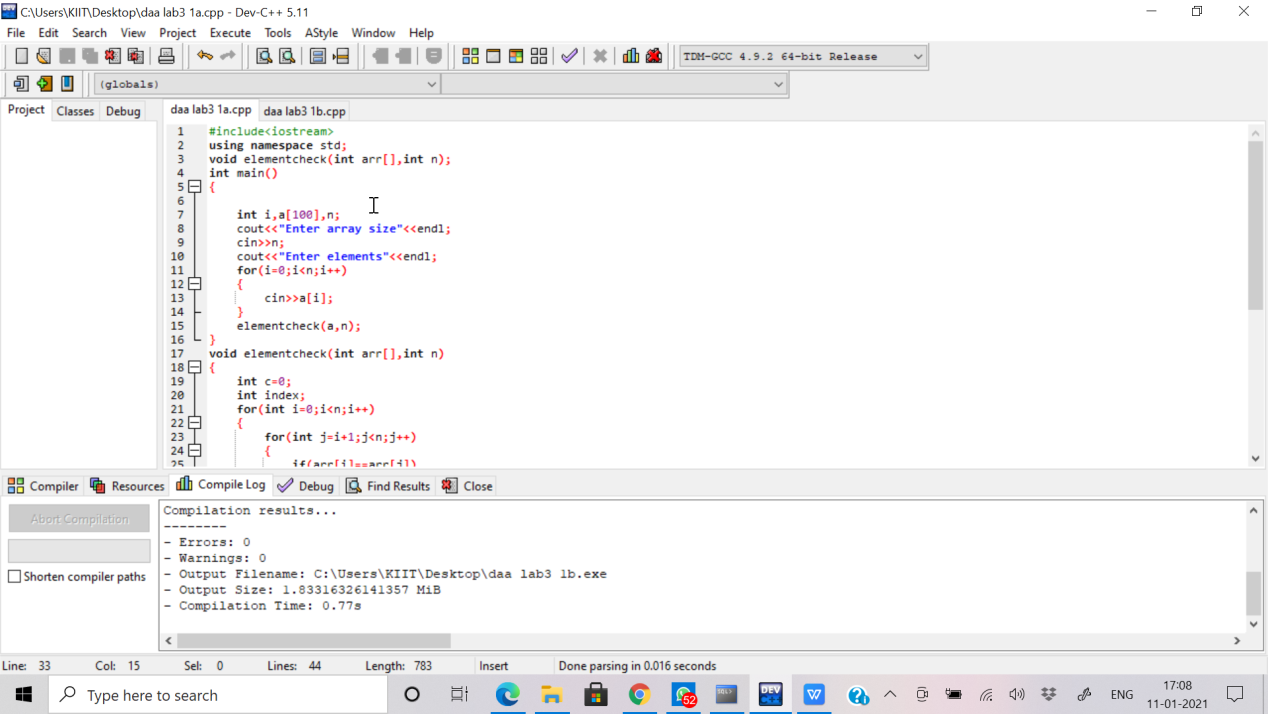 C:\Users\KIIT\Desktop\daa lab3 1a.cpp - Dev-C++ 5.11
File Edit Search View Project Execute Tools AStyle Window Help
TDM-GCC 4.9.2 64-bit Release
(globals)
Project Classes Debug daa lab3 1a.cpp daa lab3 1b.cpp
1 #include<iostream>
2 using namespace std;
3 void elementcheck(int arr[],int n);
4 int main()
5 {
6
7 int i,a[100],n;
8 cout<<"Enter array size"<<endl;
9 cin>>n;
10 cout<<"Enter elements"<<endl;
11 for(i=0;i<n;i++)
12 {
13 cin>>a[i];
14 }
15 elementcheck(a,n);
16 }
17 void elementcheck(int arr[],int n)
18 {
19 int c=0;
20 int index;
21 for(int i=0;i<n;i++)
22 {
23 for(int j=i+1;j<n;j++)
24 {
25 if(arr[i]==arr[j])
Compiler Resources Compile Log Debug Find Results Close
Abort Compilation
Shorten compiler paths
Compilation results...
--------
- Errors: 0
- Warnings: 0
- Output Filename: C:\Users\KIIT\Desktop\daa lab3 1b.exe
- Output Size: 1.83316326141357 MiB
- Compilation Time: 0.77s
Line: 33 Col: 15 Sel: 0 Lines: 44 Length: 783 Insert Done parsing in 0.016 seconds
Type here to search
52
DEV
ENG
17:08
11-01-2021